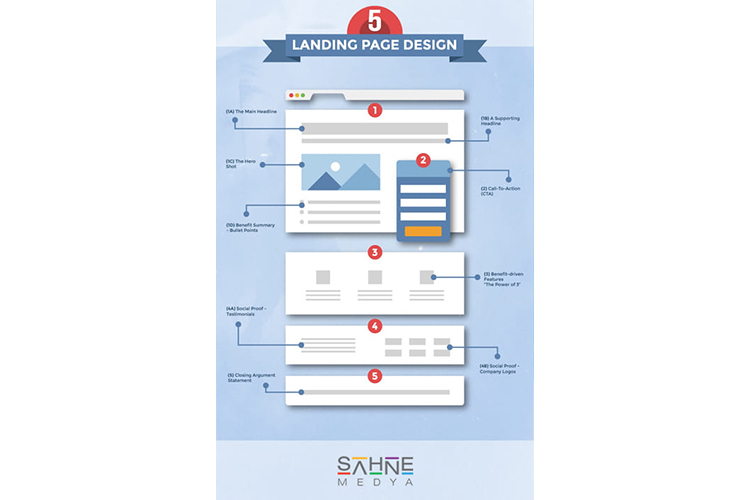 5
LANDING PAGE DESIGN
1
(1A) The Main Headline
(1B) A Supporting
Headline
(1C) The Hero
Shot
2
(2) Call-To-Action
(CTA)
(1D) Benefit Summary
- Bullet Points
3
(3) Benefit-driven
Features
"The Power of 3"
(4A) Social Proof -
Testimonials
4
(4B) Social Proof -
Company Logos
(5) Closing Argument
Statement
5
SAHNE
MEDYA